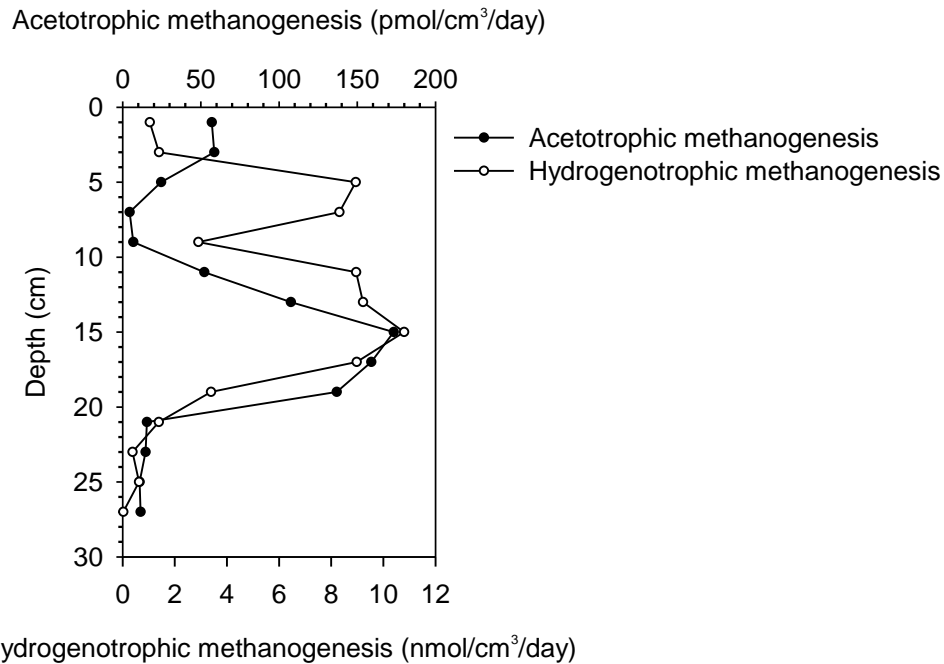 Acetotrophic methanogenesis (pmol/cm³/day)
0 50 100 150 200
0
5
10
15
20
25
30
Depth (cm)
0 2 4 6 8 10 12
ydrogenotrophic methanogenesis (nmol/cm³/day)
Acetotrophic methanogenesis
Hydrogenotrophic methanogenesis